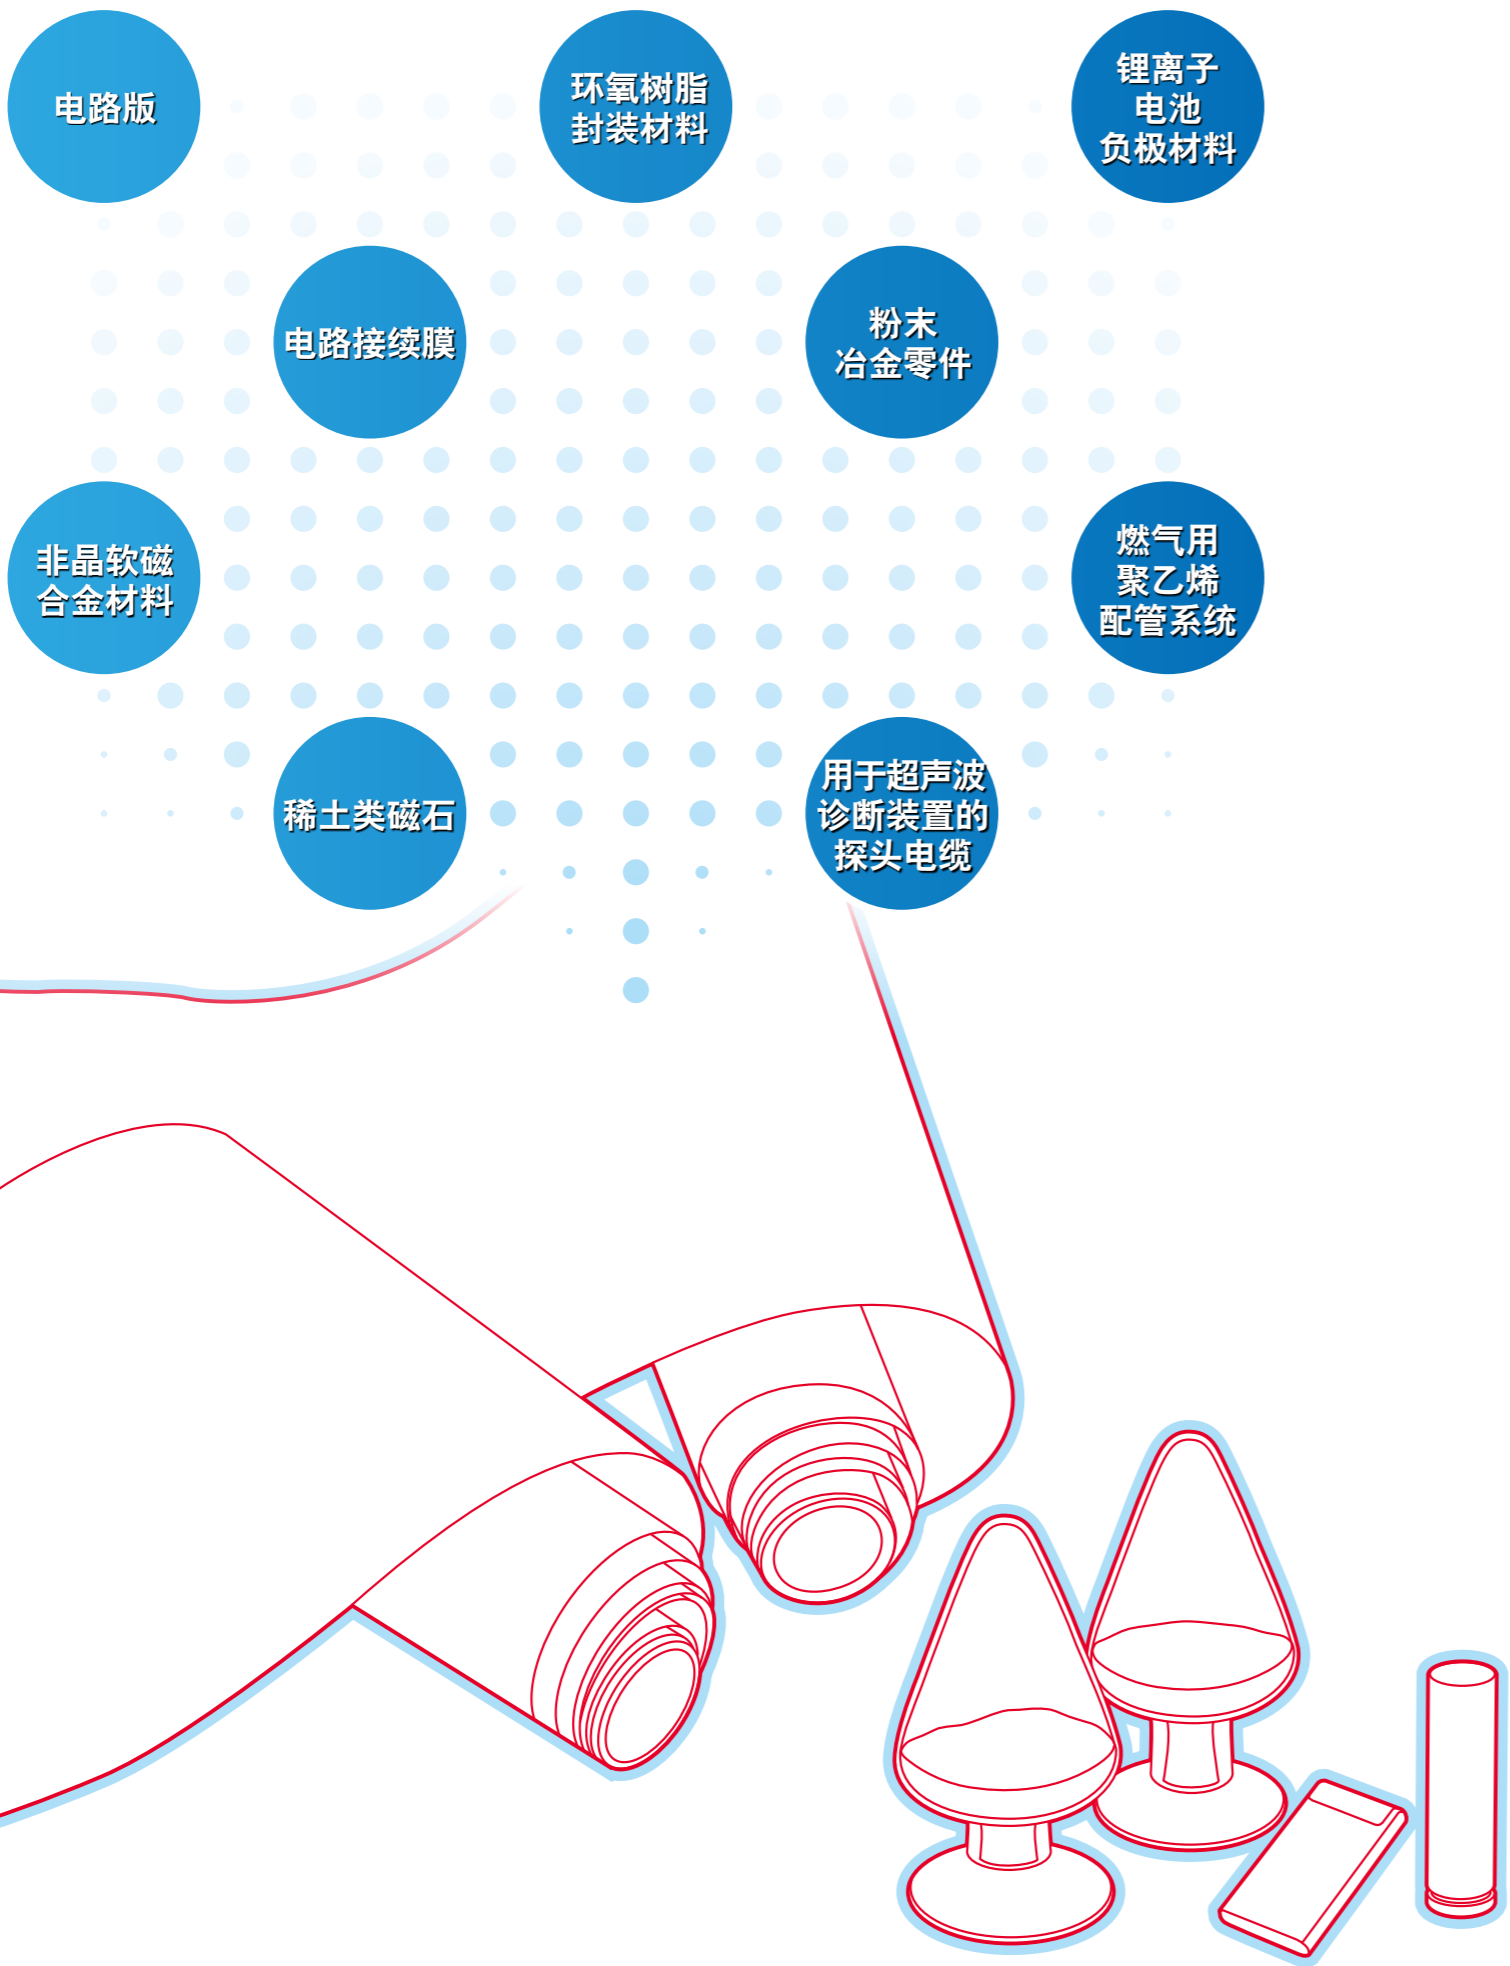 电路版
环氧树脂
封装材料
锂离子
电池
负极材料
电路接续膜
粉末
冶金零件
非晶软磁
合金材料
燃气用
聚乙烯
配管系统
稀土类磁石
用于超声波
诊断装置的
探头电缆